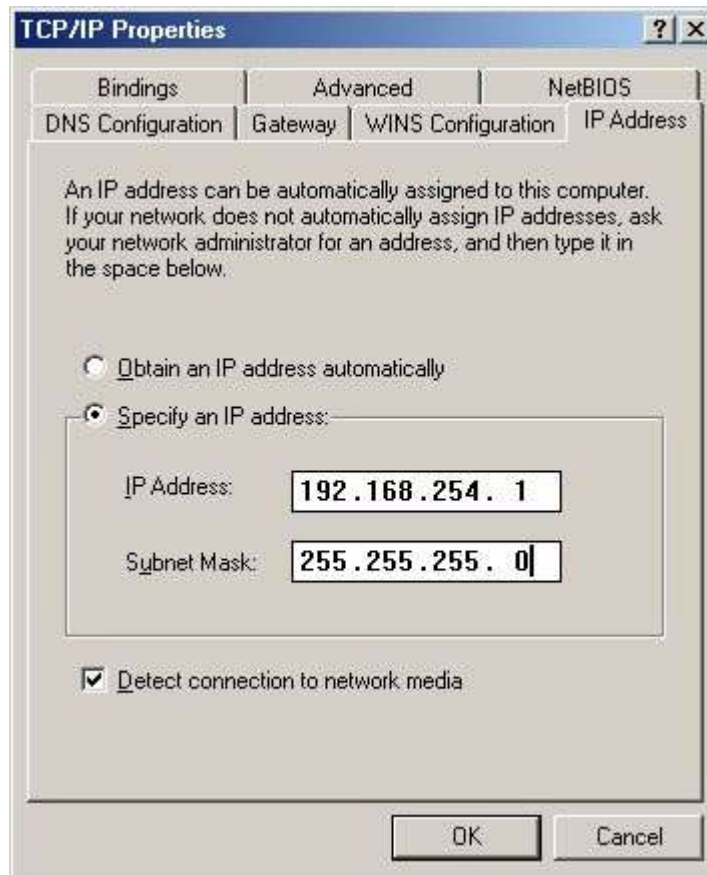 TCP/IP Properties
Bindings Advanced NetBIOS
DNS Configuration Gateway WINS Configuration IP Address
An IP address can be automatically assigned to this computer.
If your network does not automatically assign IP addresses, ask
your network administrator for an address, and then type it in
the space below.
Obtain an IP address automatically
Specify an IP address:
IP Address: 192.168.254. 1
Subnet Mask: 255.255.255. 0
Detect connection to network media
OK Cancel